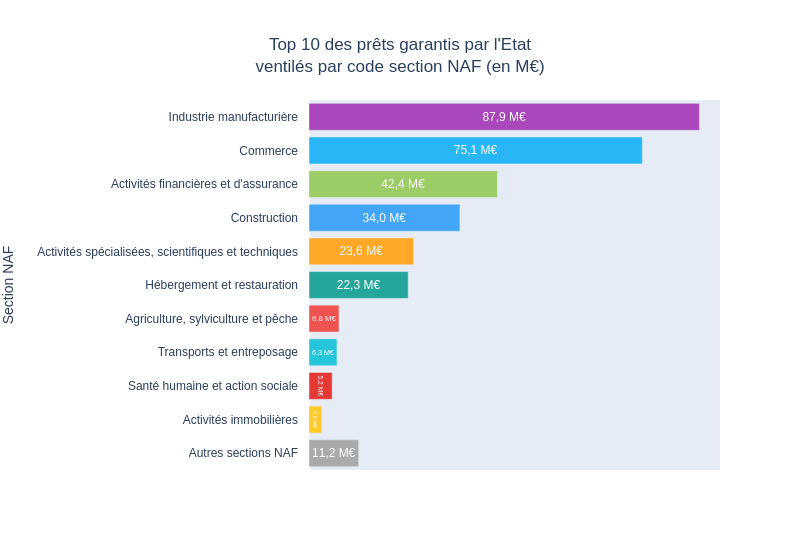 Top 10 des prêts garantis par l'Etat
ventilés par code section NAF (en M€)
Section NAF
Industrie manufacturière 87,9 M€
Commerce 75,1 M€
Activités financières et d'assurance 42,4 M€
Construction 34,0 M€
Activités spécialisées, scientifiques et techniques 23,6 M€
Hébergement et restauration 22,3 M€
Agriculture, sylviculture et pêche 6,8 M€
Transports et entreposage 6,3 M€
Santé humaine et action sociale 5,2 M€
Activités immobilières M€
Autres sections NAF 11,2 M€